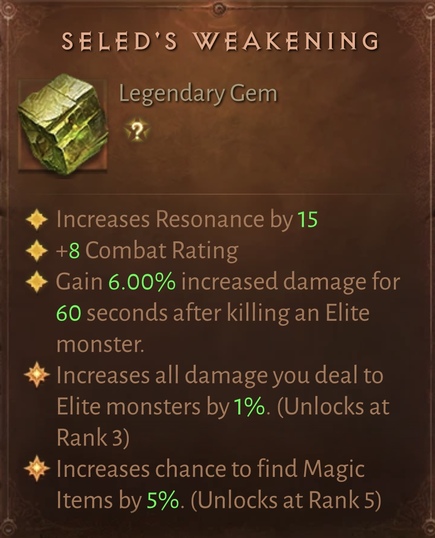 SELED'S WEAKENING
Legendary Gem
?
Increases Resonance by 15
+8 Combat Rating
Gain 6.00% increased damage for
60 seconds after killing an Elite
monster.
Increases all damage you deal to
Elite monsters by 1%. (Unlocks at
Rank 3)
Increases chance to find Magic
Items by 5%. (Unlocks at Rank 5)